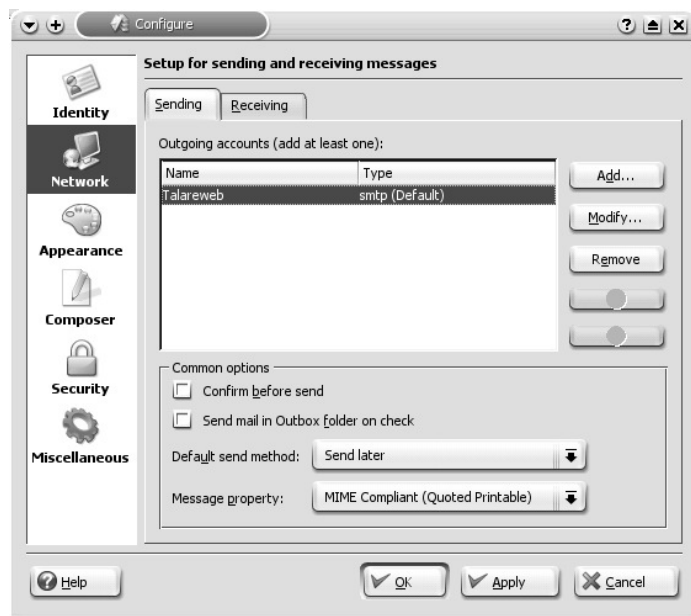 Configure
Setup for sending and receiving messages
Identity
Network
Appearance
Composer
Security
Miscellaneous
Sending
Receiving
Outgoing accounts (add at least one):
Name Type
Talareweb smtp (Default)
Add...
Modify...
Remove
Common options
Confirm before send
Send mail in Outbox folder on check
Default send method: Send later
Message property: MIME Compliant (Quoted Printable)
Help
OK
Apply
Cancel